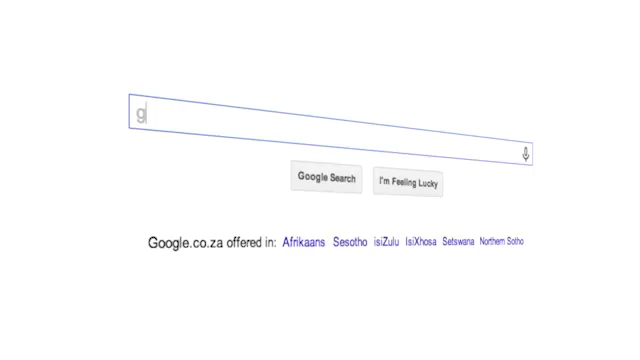 g
Google Search I'm Feeling Lucky
Google.co.za offered in: Afrikaans Sesotho isiZulu IsiXhosa Setswana Northern Sotho